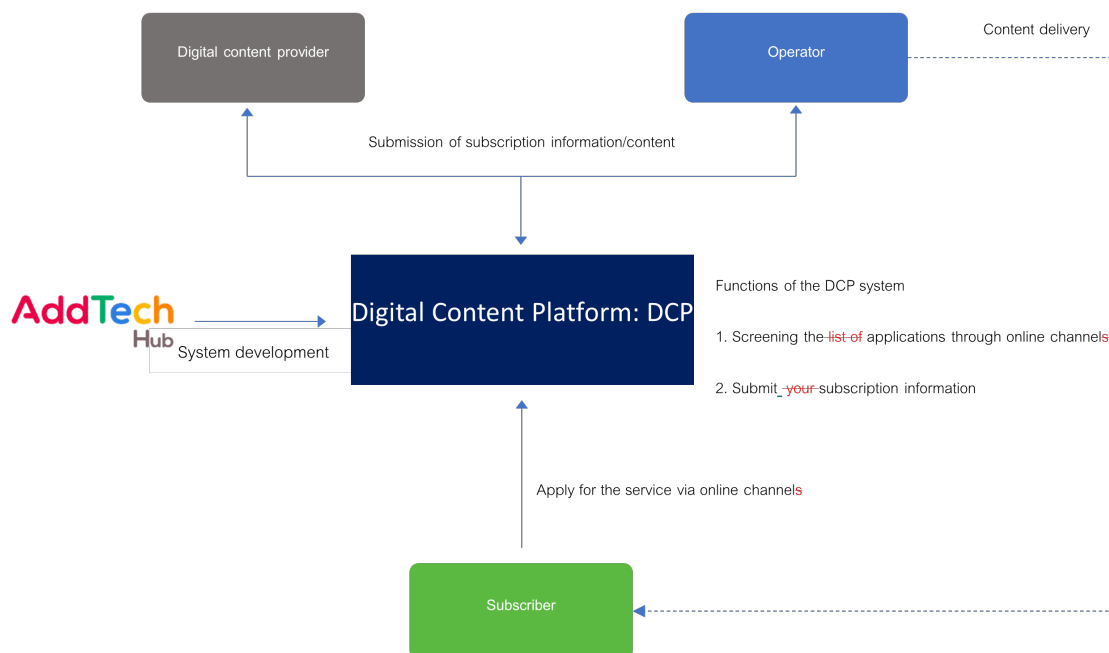 Digital content provider
Operator
Content delivery
Submission of subscription information/content
AddTech
Hub
System development
Digital Content Platform: DCP
Functions of the DCP system
1. Screening the list of applications through online channels
2. Submit your subscription information
Apply for the service via online channels
Subscriber